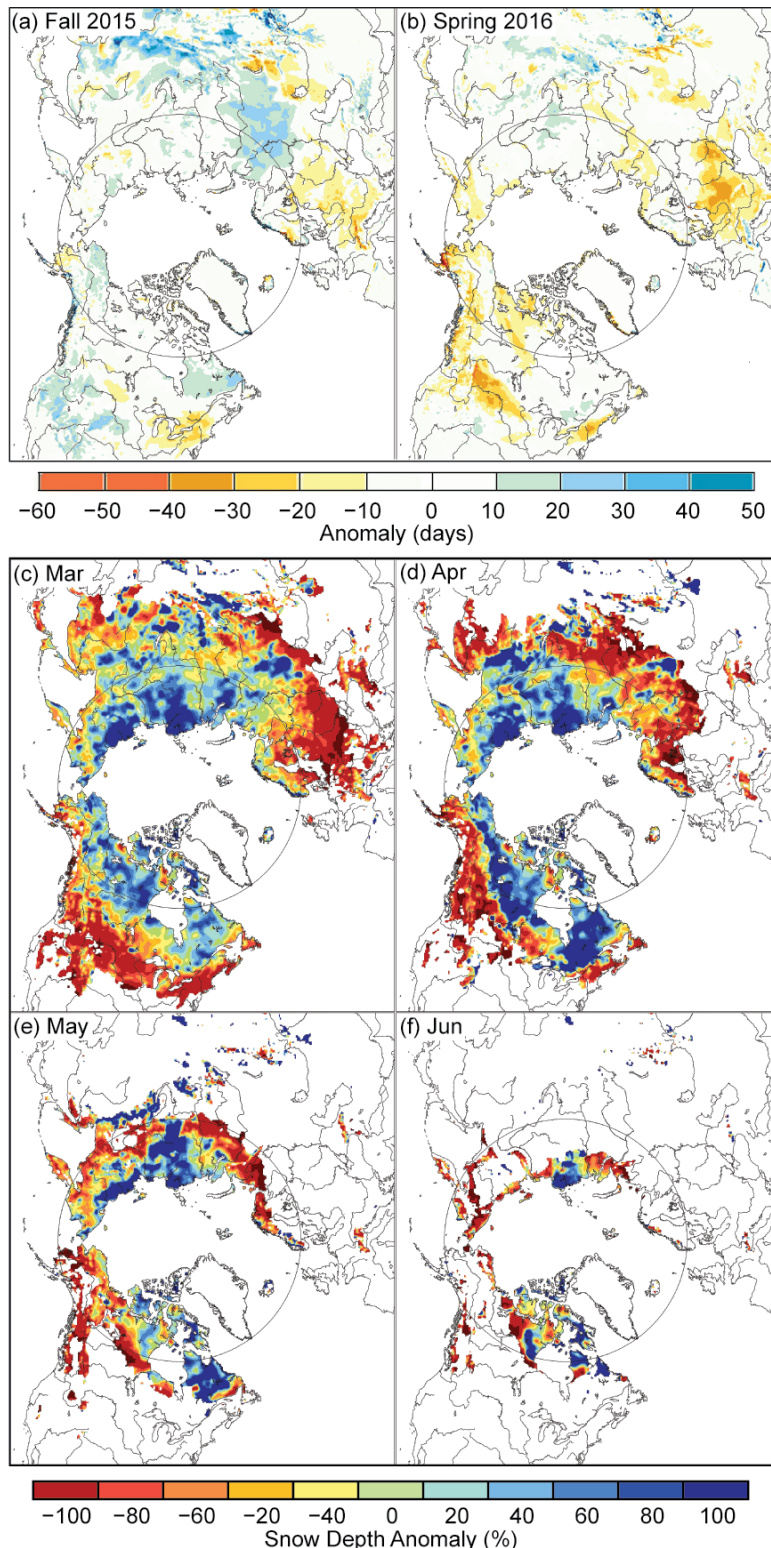 (a) Fall 2015
(b) Spring 2016
−60 −50 −40 −30 −20 −10 0 10 20 30 40 50
Anomaly (days)
(c) Mar
(d) Apr
(e) May
(f) Jun
−100 −80 −60 −20 −40 0 20 40 60 80 100
Snow Depth Anomaly (%)